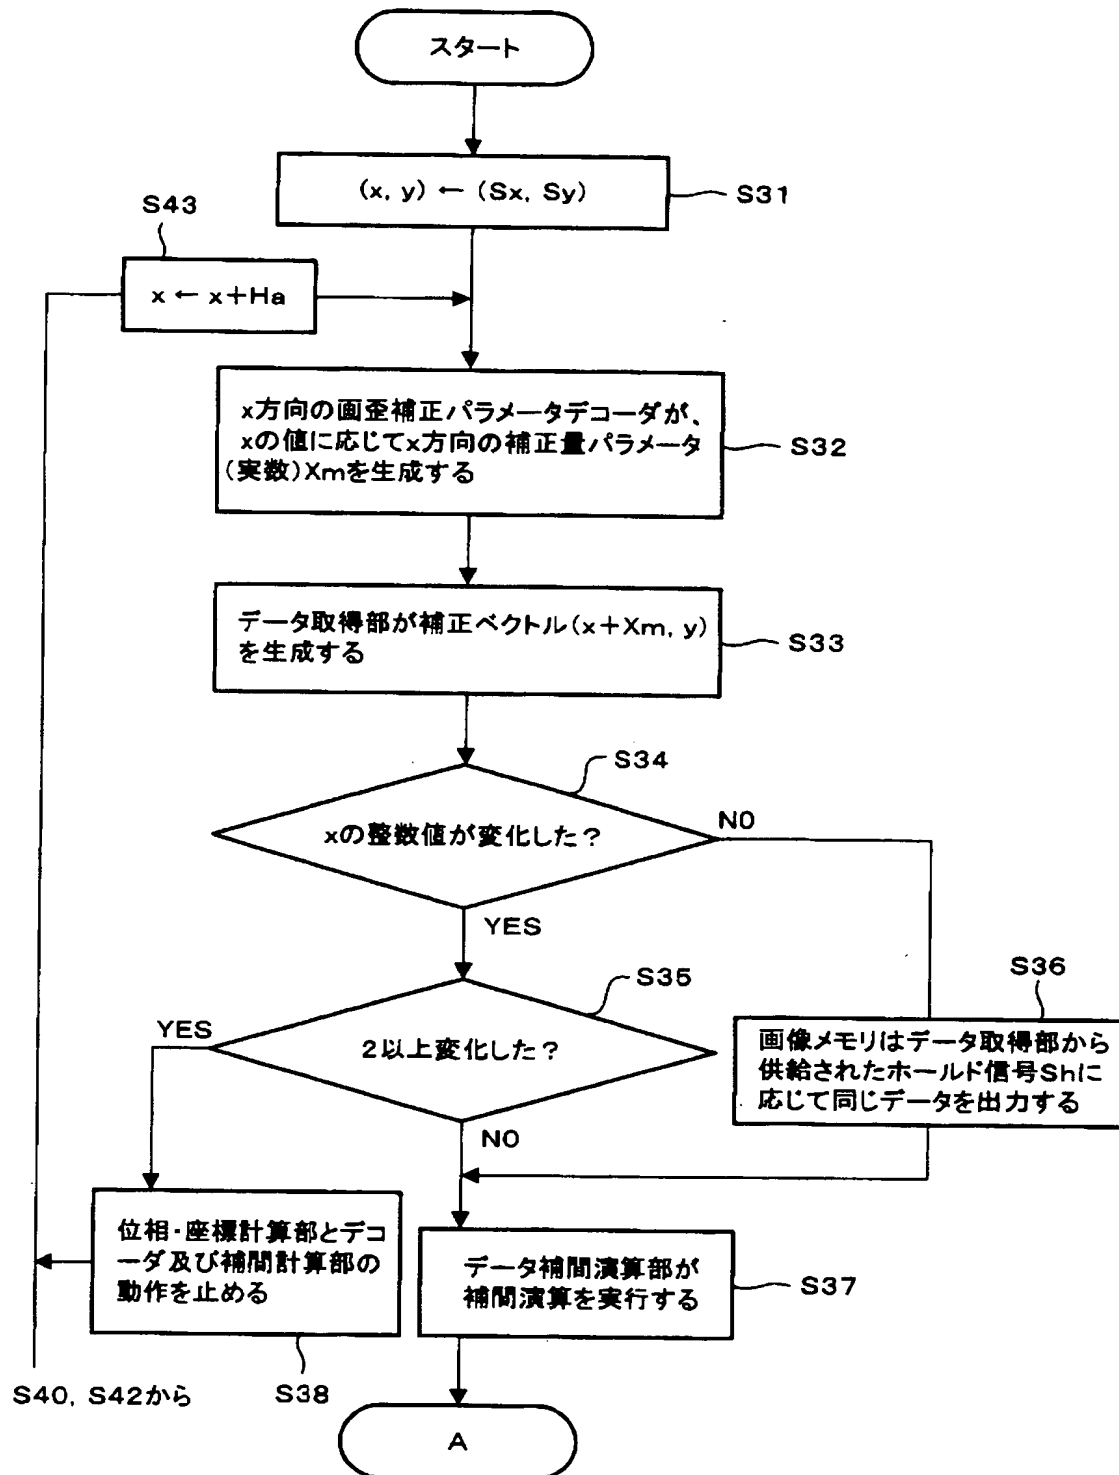 スタート
(x, y) ← (Sx, Sy)
S31
S43
x ← x+Ha
x方向の画歪補正パラメータデコーダが、
xの値に応じてx方向の補正量パラメータ
(実数)Xmを生成する
S32
データ取得部が補正ベクトル(x+Xm, y)
を生成する
S33
S34
xの整数値が変化した?
NO
YES
S35
2以上変化した?
YES
NO
S36
画像メモリはデータ取得部から
供給されたホールド信号Shに
応じて同じデータを出力する
位相・座標計算部とデコ
ーダ及び補間計算部の
動作を止める
データ補間演算部が
補間演算を実行する
S37
S40, S42から
S38
A